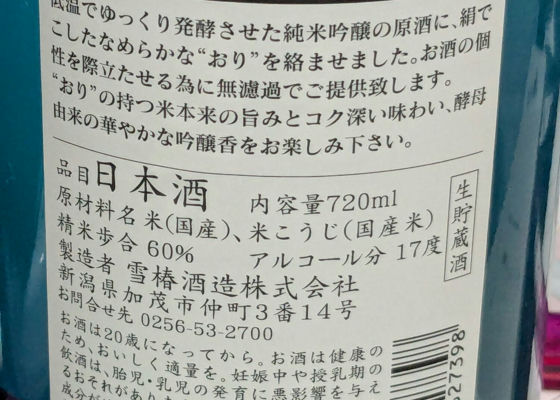 低温でゆっくり発酵させた純米吟醸の原酒に、絹で
こしたなめらかな“おり”を絡ませました。お酒の個
性を際立たせる為に無濾過でご提供致します。
“おり”の持つ米本来の旨みとコク深い味わい、酵母
由来の華やかな吟醸香をお楽しみ下さい。
品目 日本酒 内容量720ml
原材料名 米(国産)、米こうじ(国産米)
精米歩合 60% アルコール分 17度
生貯蔵酒
製造者 雪椿酒造株式会社
新潟県加茂市仲町3番14号
お問合せ先 0256-53-2700
お酒は20歳になってから。お酒は健康の
ため、おいしく適量を。妊娠中や授乳期の
飲酒は、胎児・乳児の発育に悪影響を与え
るおそれがあり
成分が
627398